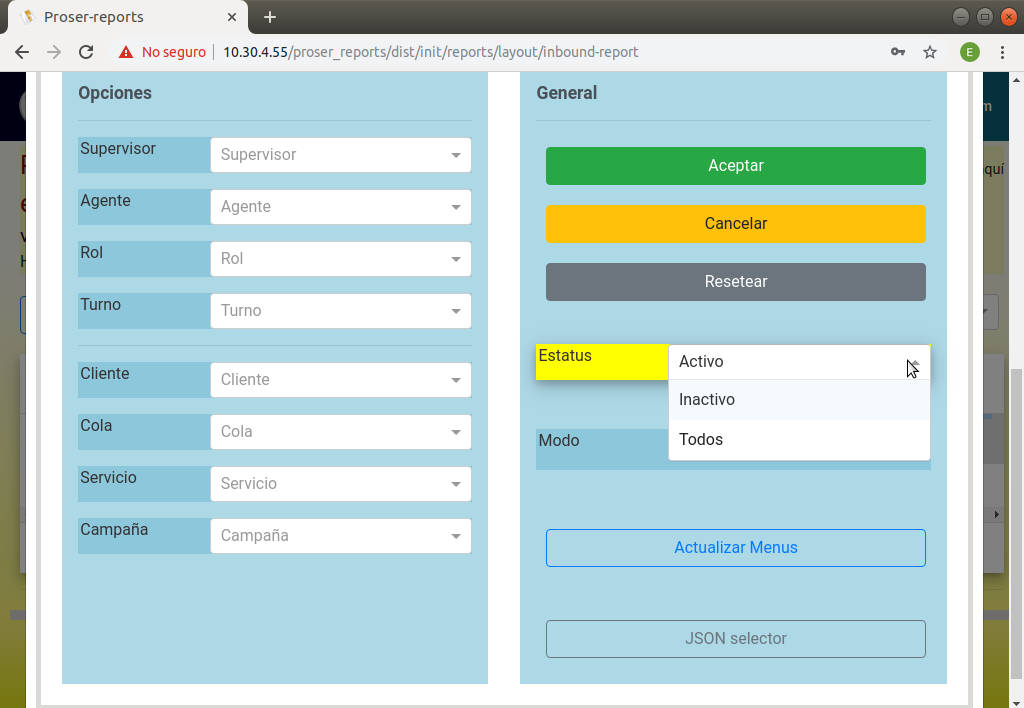 Proser-reports
No seguro
10.30.4.55/proser_reports/dist/init/reports/layout/inbound-report
E
Opciones
Supervisor
Supervisor
Agente
Agente
Rol
Rol
Turno
Turno
Cliente
Cliente
Cola
Cola
Servicio
Servicio
Campaña
Campaña
General
Aceptar
Cancelar
Resetear
Estatus
Activo
Inactivo
Todos
Modo
Actualizar Menus
JSON selector
quí